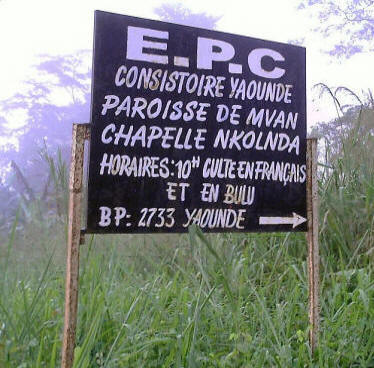 E.P.C
CONSISTOIRE YAOUNDE
PAROISSE DE MVAN
CHAPELLE NKOLNDA
HORAIRES: 10H CULTE EN FRANÇAIS
ET EN BULU
BP: 2733 YAOUNDE